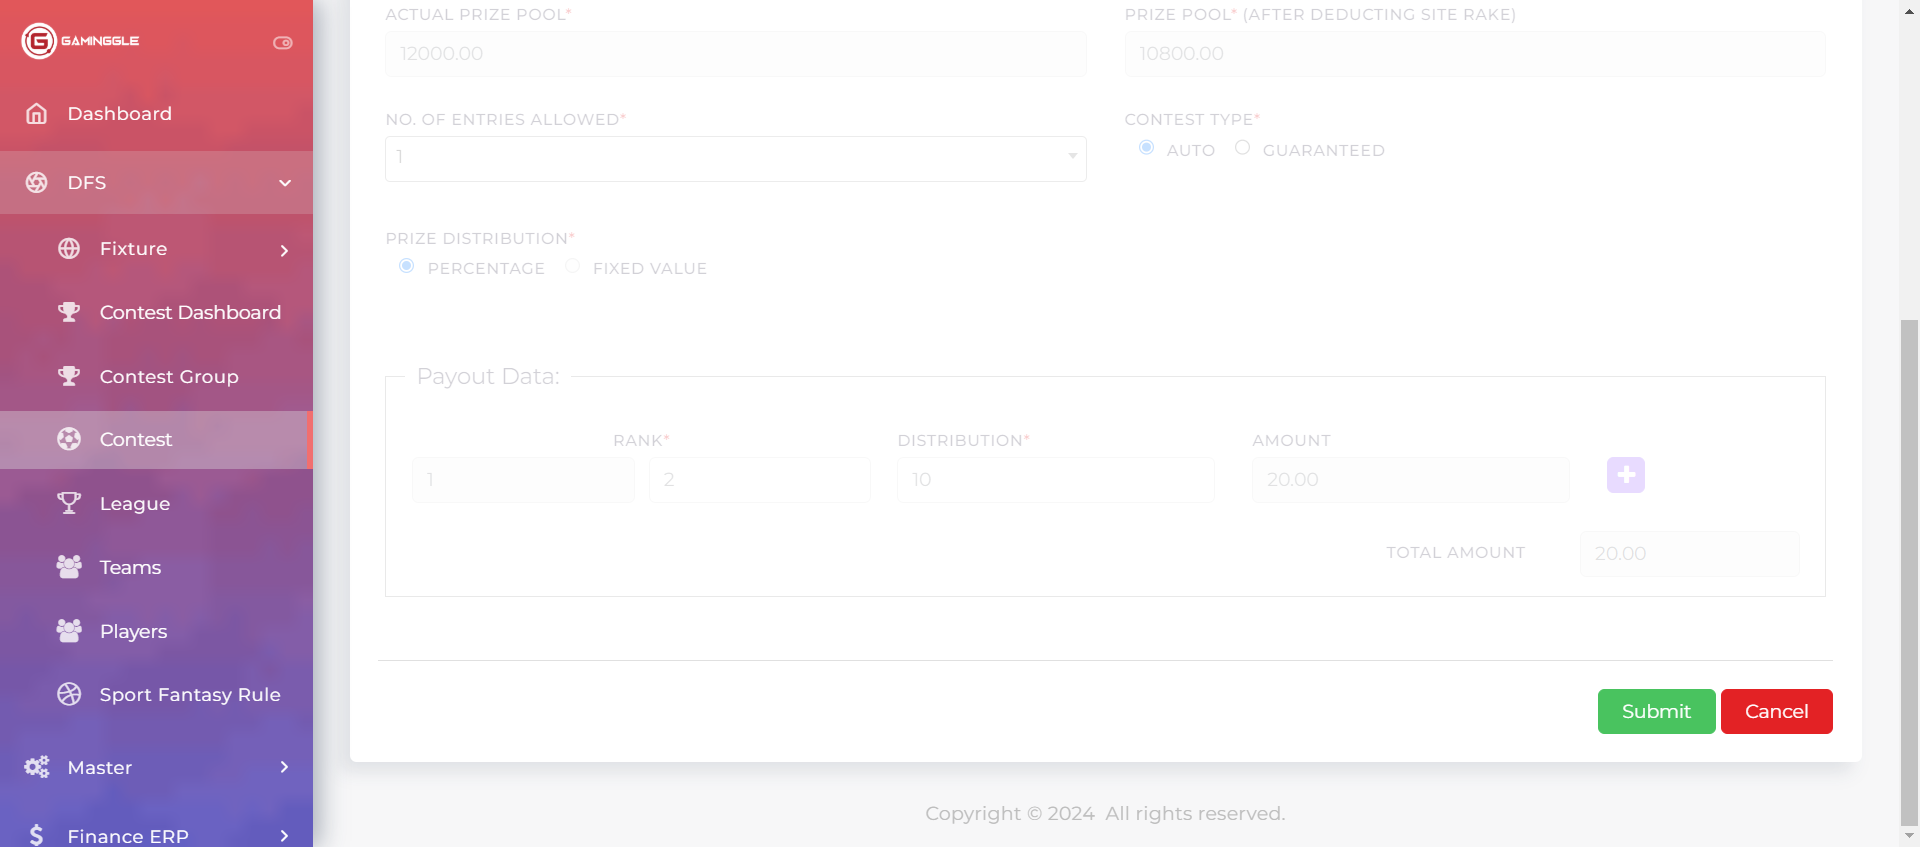 GAMINGGLE
Dashboard
DFS
Fixture
Contest Dashboard
Contest Group
Contest
League
Teams
Players
Sport Fantasy Rule
Master
Finance ERP
ACTUAL PRIZE POOL*
12000.00
PRIZE POOL* (AFTER DEDUCTING SITE RAKE)
10800.00
NO. OF ENTRIES ALLOWED*
1
CONTEST TYPE*
AUTO GUARANTEED
PRIZE DISTRIBUTION*
PERCENTAGE FIXED VALUE
Payout Data:
RANK* DISTRIBUTION* AMOUNT
1 2 10 20.00
TOTAL AMOUNT 20.00
Submit Cancel
Copyright © 2024 All rights reserved.